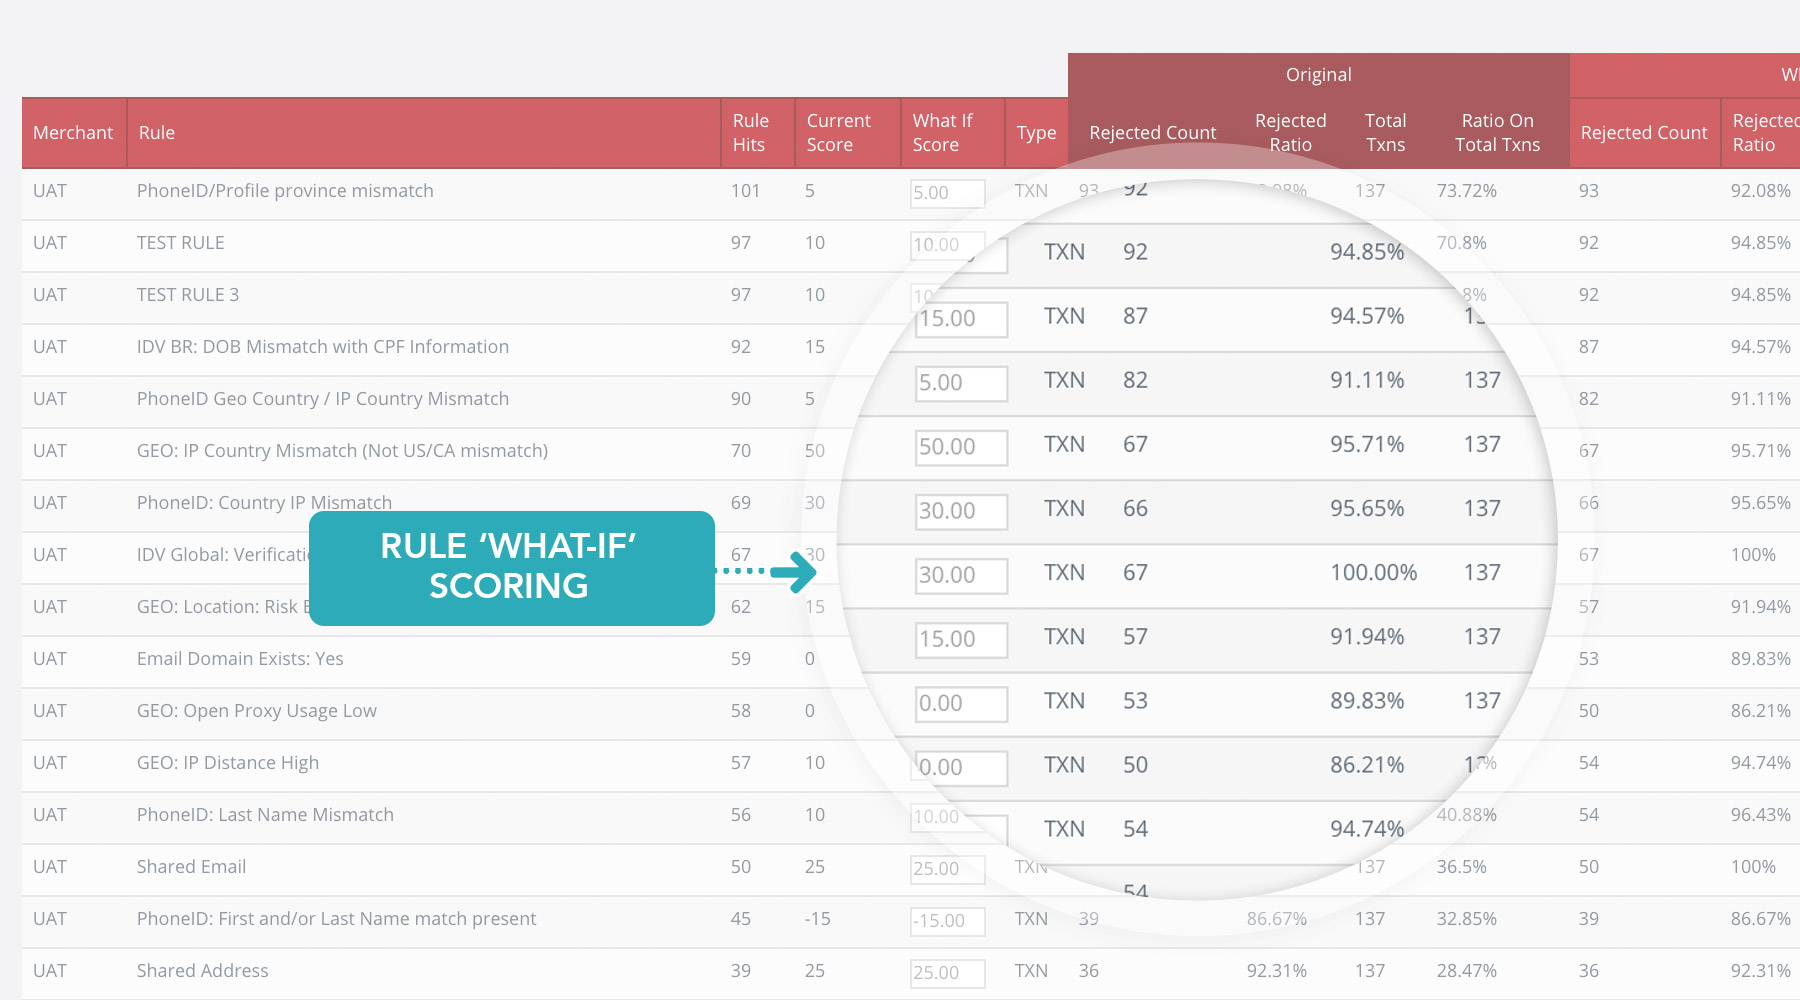 Original
Merchant Rule Rule Hits Current Score What If Score Type Rejected Count Rejected Ratio Total Txns Ratio On Total Txns Rejected Count Rejected Ratio
UAT PhoneID/Profile province mismatch 101 5 5.00 TXN 93 92 137 73.72% 93 92.08%
UAT TEST RULE 97 10 10.00 TXN 92 94.85% 70.8% 92 94.85%
UAT TEST RULE 3 97 10 15.00 TXN 87 94.57% 92 94.85%
UAT IDV BR: DOB Mismatch with CPF Information 92 15 5.00 TXN 82 91.11% 137 87 94.57%
UAT PhoneID Geo Country / IP Country Mismatch 90 5 82 91.11%
UAT GEO: IP Country Mismatch (Not US/CA mismatch) 70 50 50.00 TXN 67 95.71% 137 67 95.71%
UAT PhoneID: Country IP Mismatch 69 30 30.00 TXN 66 95.65% 137 66 95.65%
RULE ‘WHAT-IF’
SCORING
UAT IDV Global: 67 30 30.00 TXN 67 100.00% 137 67 100%
UAT GEO: Location: Risk 62 15 15.00 TXN 57 91.94% 137 57 91.94%
UAT Email Domain Exists: Yes 59 0 0.00 TXN 53 89.83% 137 53 89.83%
UAT GEO: Open Proxy Usage Low 58 0 50 86.21%
UAT GEO: IP Distance High 57 10 0.00 TXN 50 86.21% 54 94.74%
UAT PhoneID: Last Name Mismatch 56 10 10.00 TXN 54 94.74% 40.88% 54 96.43%
UAT Shared Email 50 25 25.00 TXN 54 137 36.5% 50 100%
UAT PhoneID: First and/or Last Name match present 45 -15 -15.00 TXN 39 86.67% 137 32.85% 39 86.67%
UAT Shared Address 39 25 25.00 TXN 36 92.31% 137 28.47% 36 92.31%